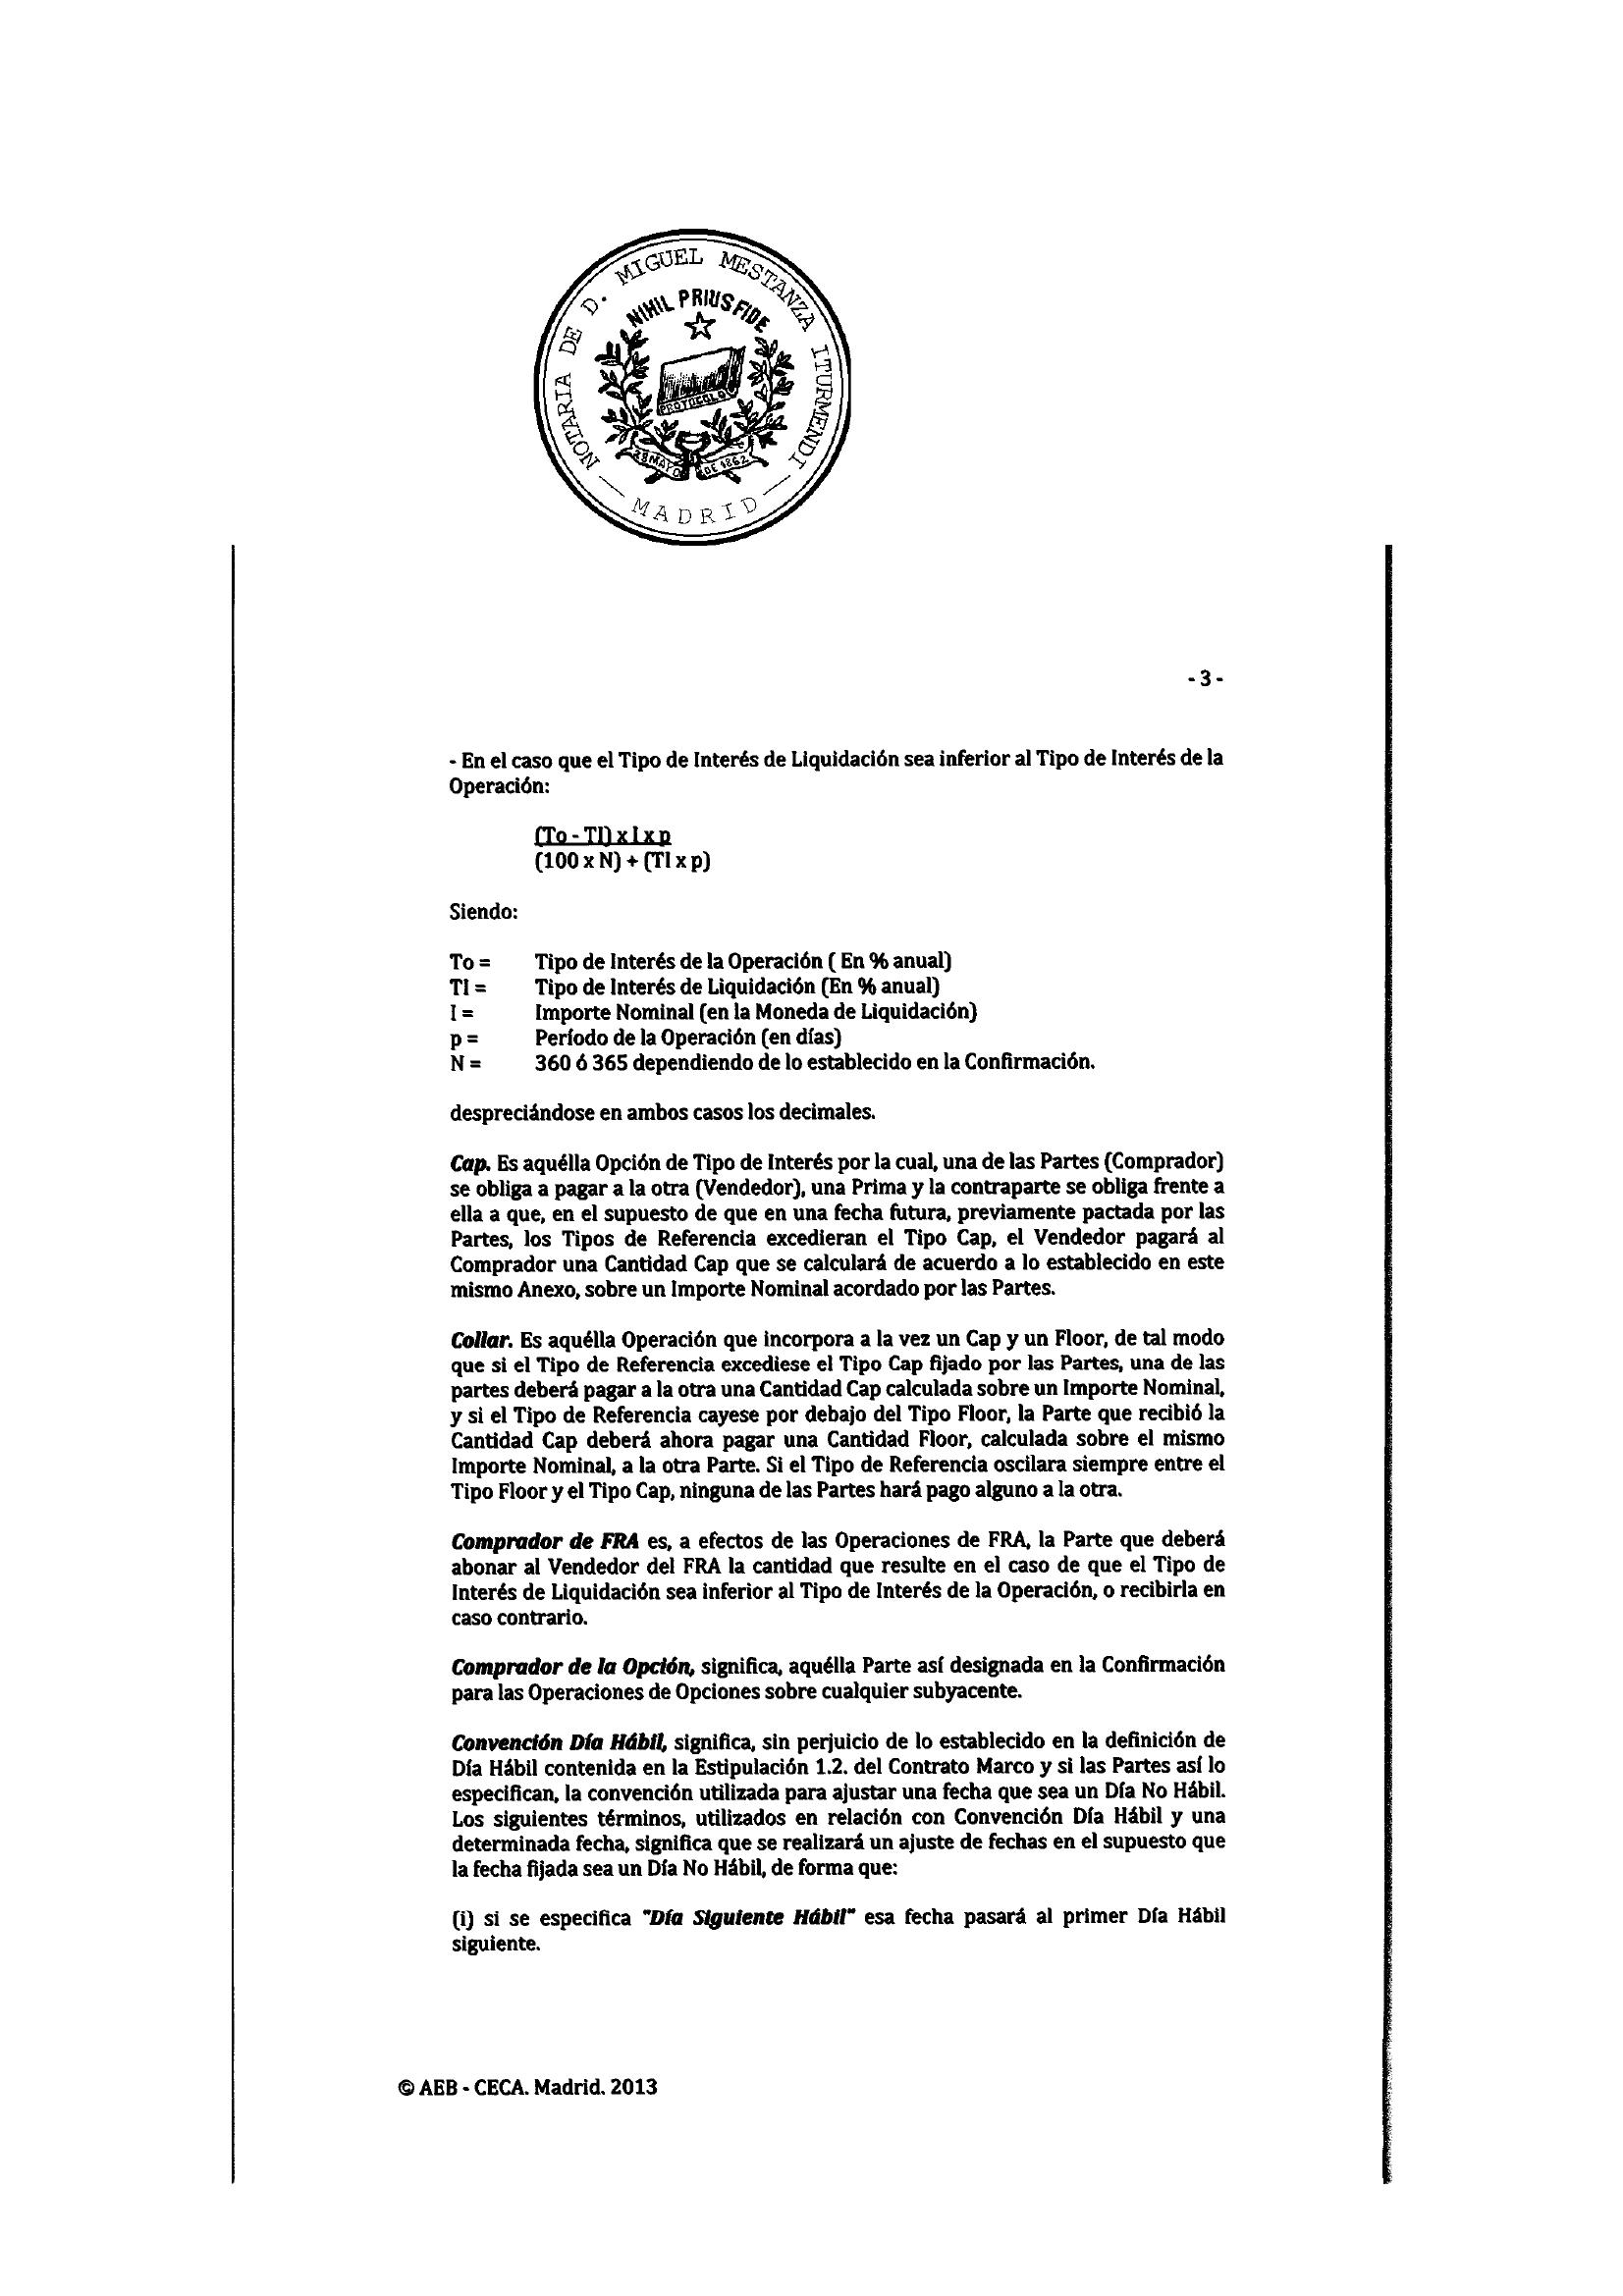 NOTARIA DE D. MIGUEL MESTANZA ITURMENDI
NIHIL PRIUS FIDE
PROTOCOLO
28 MAYO DE 1862
— MADRID —
- 3 -
- En el caso que el Tipo de Interés de Liquidación sea inferior al Tipo de Interés de la
Operación:
(To - Tl) x I x p
(100 x N) + (Tl x p)
Siendo:
To = Tipo de Interés de la Operación ( En % anual)
Tl = Tipo de Interés de Liquidación (En % anual)
I = Importe Nominal (en la Moneda de Liquidación)
p = Período de la Operación (en días)
N = 360 ó 365 dependiendo de lo establecido en la Confirmación.
despreciándose en ambos casos los decimales.
Cap. Es aquélla Opción de Tipo de Interés por la cual, una de las Partes (Comprador)
se obliga a pagar a la otra (Vendedor), una Prima y la contraparte se obliga frente a
ella a que, en el supuesto de que en una fecha futura, previamente pactada por las
Partes, los Tipos de Referencia excedieran el Tipo Cap, el Vendedor pagará al
Comprador una Cantidad Cap que se calculará de acuerdo a lo establecido en este
mismo Anexo, sobre un Importe Nominal acordado por las Partes.
Collar. Es aquélla Operación que incorpora a la vez un Cap y un Floor, de tal modo
que si el Tipo de Referencia excediese el Tipo Cap fijado por las Partes, una de las
partes deberá pagar a la otra una Cantidad Cap calculada sobre un Importe Nominal,
y si el Tipo de Referencia cayese por debajo del Tipo Floor, la Parte que recibió la
Cantidad Cap deberá ahora pagar una Cantidad Floor, calculada sobre el mismo
Importe Nominal, a la otra Parte. Si el Tipo de Referencia oscilara siempre entre el
Tipo Floor y el Tipo Cap, ninguna de las Partes hará pago alguno a la otra.
Comprador de FRA es, a efectos de las Operaciones de FRA, la Parte que deberá
abonar al Vendedor del FRA la cantidad que resulte en el caso de que el Tipo de
Interés de Liquidación sea inferior al Tipo de Interés de la Operación, o recibirla en
caso contrario.
Comprador de la Opción, significa, aquélla Parte así designada en la Confirmación
para las Operaciones de Opciones sobre cualquier subyacente.
Convención Día Hábil, significa, sin perjuicio de lo establecido en la definición de
Día Hábil contenida en la Estipulación 1.2. del Contrato Marco y si las Partes así lo
especifican, la convención utilizada para ajustar una fecha que sea un Día No Hábil.
Los siguientes términos, utilizados en relación con Convención Día Hábil y una
determinada fecha, significa que se realizará un ajuste de fechas en el supuesto que
la fecha fijada sea un Día No Hábil, de forma que:
(i) si se especifica "Día Siguiente Hábil" esa fecha pasará al primer Día Hábil
siguiente.
© AEB - CECA. Madrid. 2013